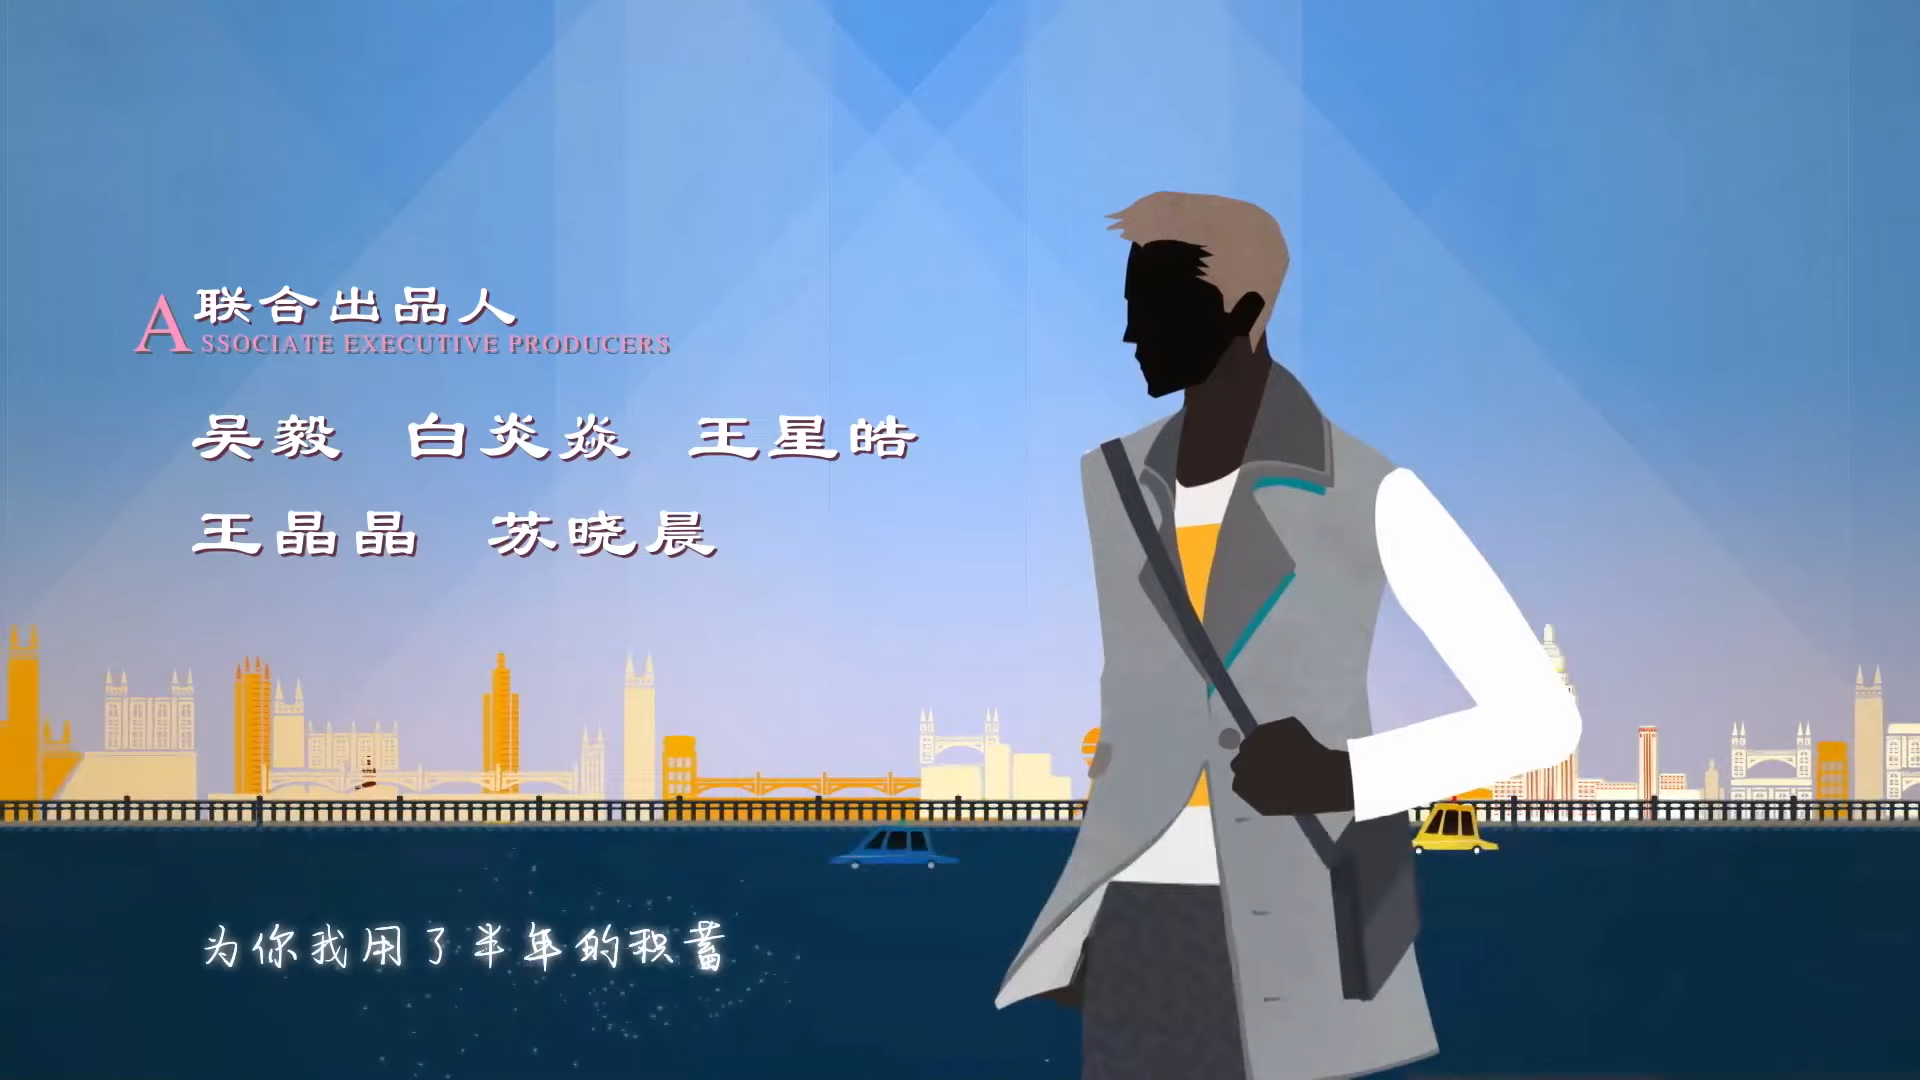 联合出品人
ASSOCIATE EXECUTIVE PRODUCERS
吴毅 白炎焱 王星皓
王晶晶 苏晓晨
为你我用了半年的积蓄